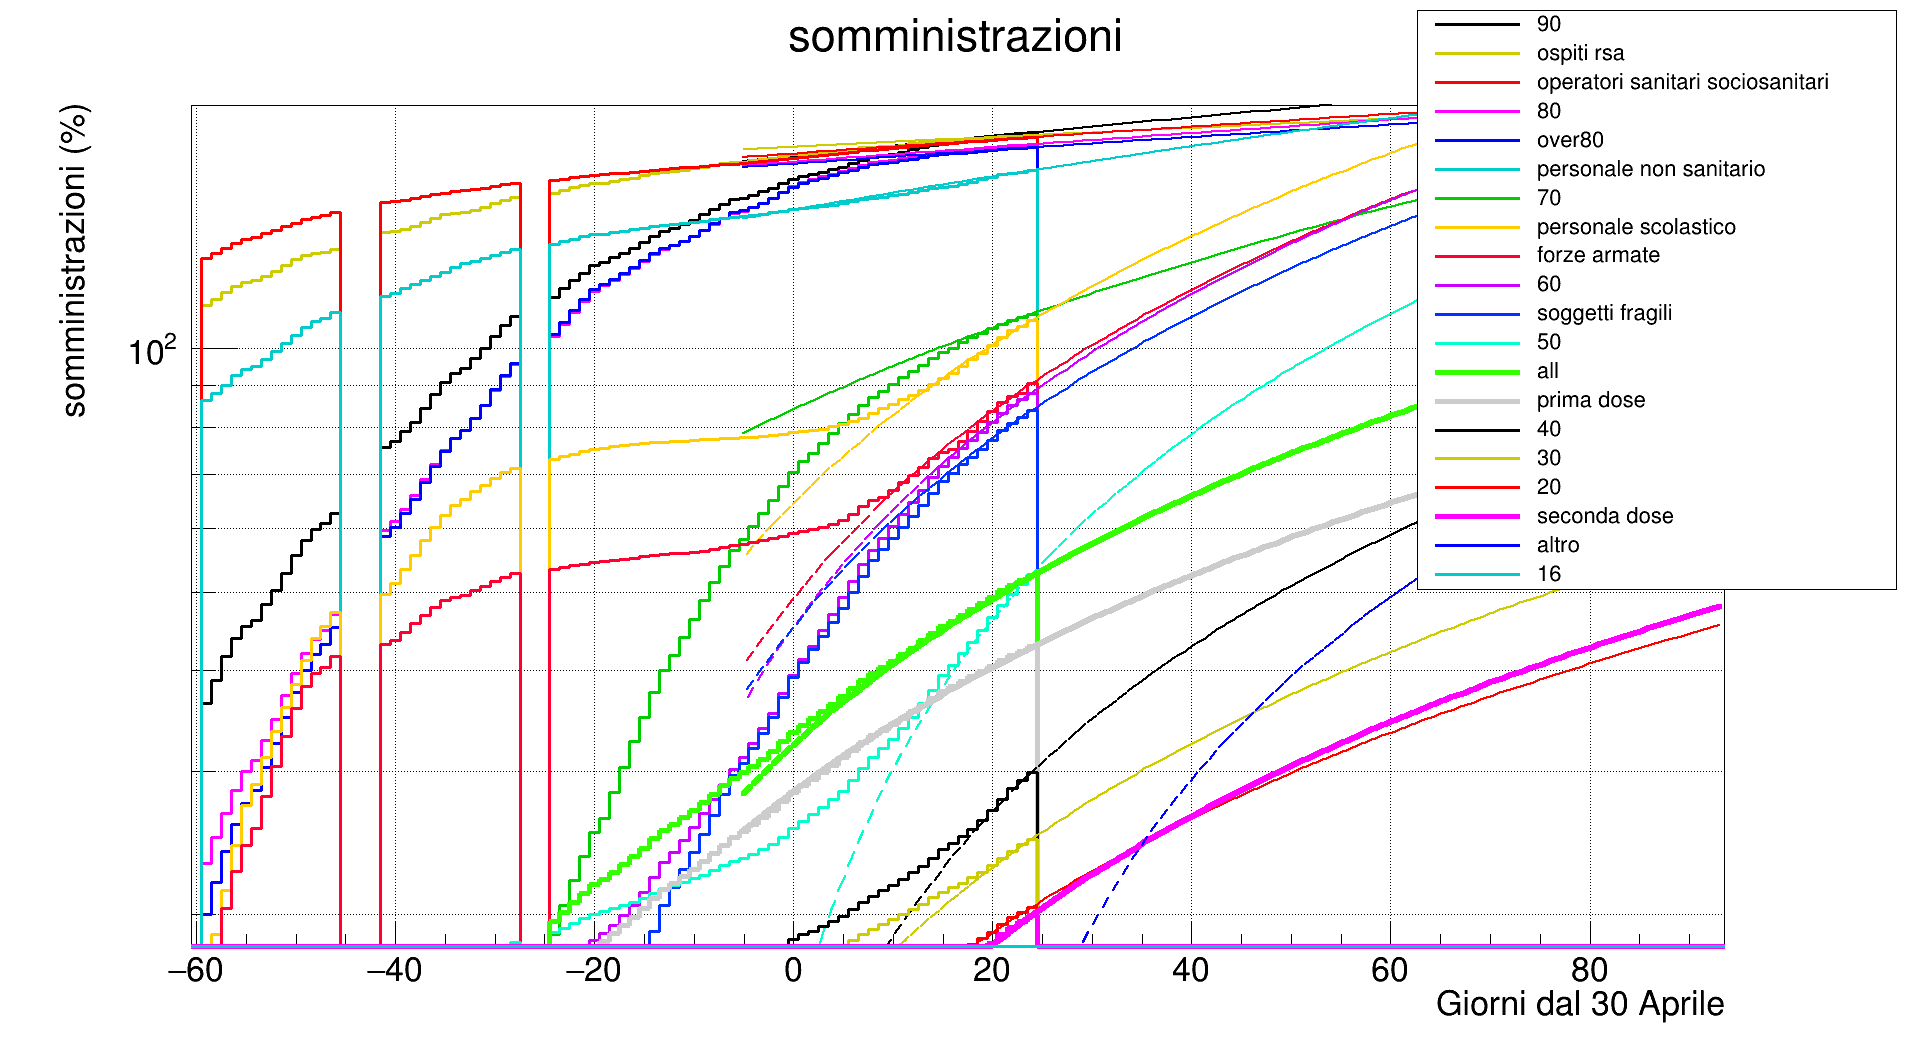 somministrazioni
somministrazioni (%)
10²
−60
−40
−20
0
20
40
60
80
Giorni dal 30 Aprile
90
ospiti rsa
operatori sanitari sociosanitari
80
over80
personale non sanitario
70
personale scolastico
forze armate
60
soggetti fragili
50
all
prima dose
40
30
20
seconda dose
altro
16